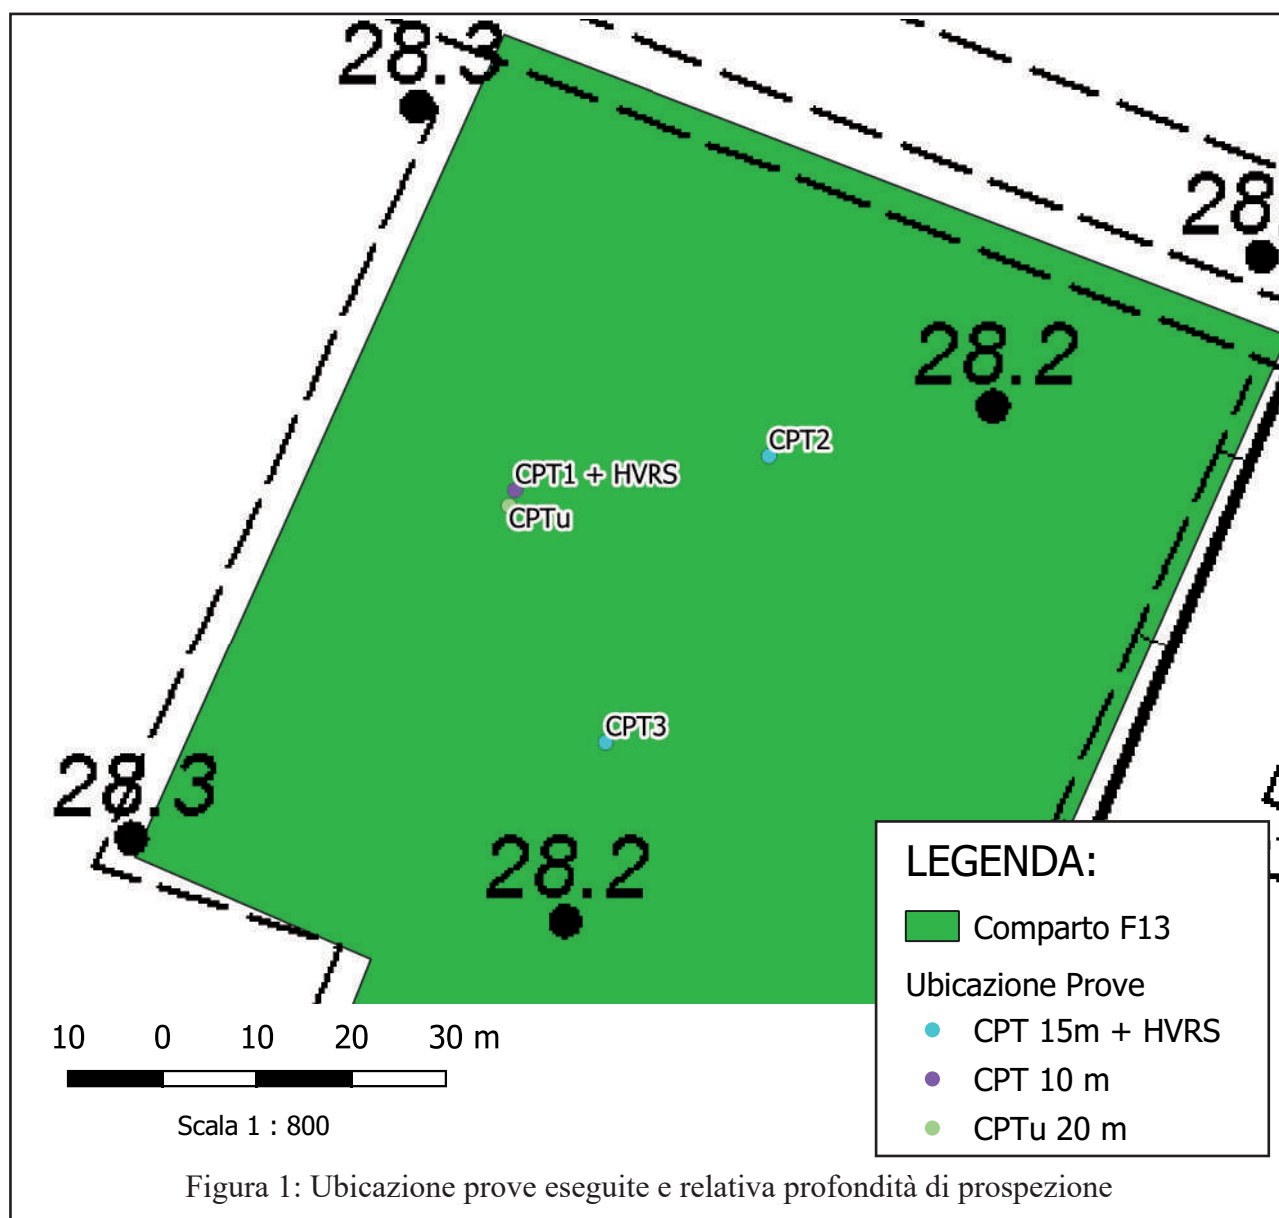 28.3
28.
28.2
CPT2
CPT1 + HVRS
CPTu
CPT3
28.3
28.2
LEGENDA:
Comparto F13
Ubicazione Prove
CPT 15m + HVRS
CPT 10 m
CPTu 20 m
10 0 10 20 30 m
Scala 1 : 800
Figura 1: Ubicazione prove eseguite e relativa profondità di prospezione